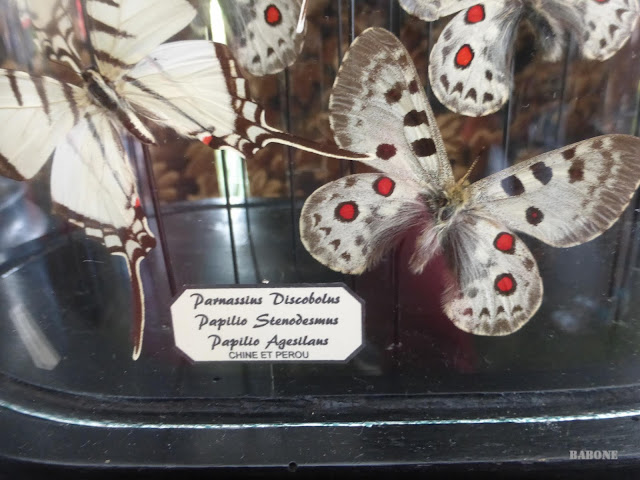 Parnassius Discobolus
Papilio Stenodesmus
Papilio Agesilaus
CHINE ET PEROU
BABONE